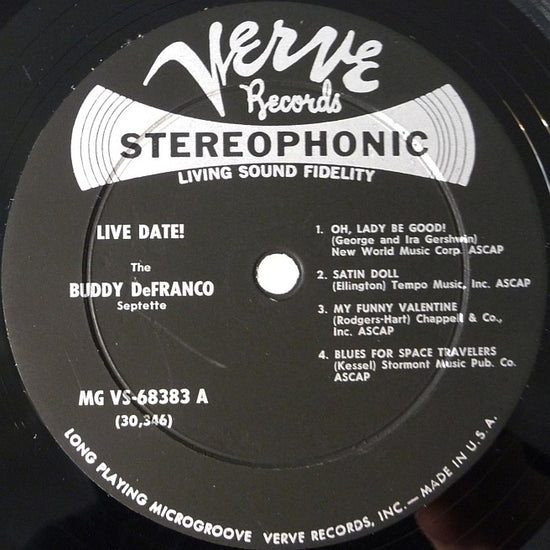 Verve
Records
STEREOPHONIC
LIVING SOUND FIDELITY
LIVE DATE!
The
BUDDY DeFRANCO
Septette
MG VS-68383 A
(30,346)
1. OH, LADY BE GOOD!
(George and Ira Gershwin)
New World Music Corp. ASCAP
2. SATIN DOLL
(Ellington) Tempo Music, Inc. ASCAP
3. MY FUNNY VALENTINE
(Rodgers-Hart) Chappell & Co.,
Inc. ASCAP
4. BLUES FOR SPACE TRAVELERS
(Kessel) Stormont Music Pub. Co.
ASCAP
LONG PLAYING MICROGROOVE VERVE RECORDS, INC.—MADE IN U.S.A.